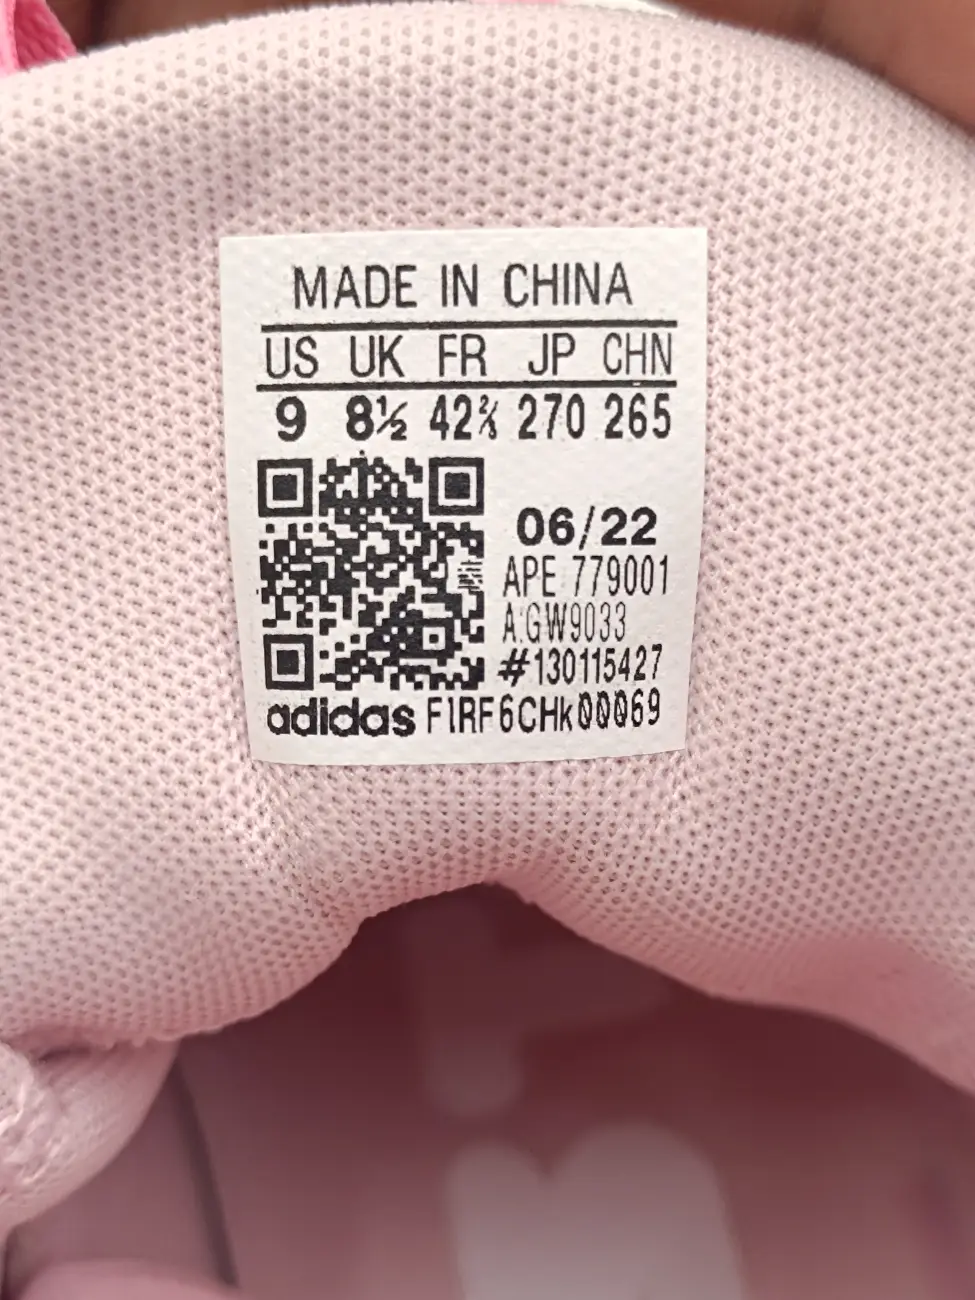 MADE IN CHINA
US UK FR JP CHN
9 8½ 42⅔ 270 265
06/22
APE 779001
A:GW9033
#130115427
adidas F1RF6CHk00069